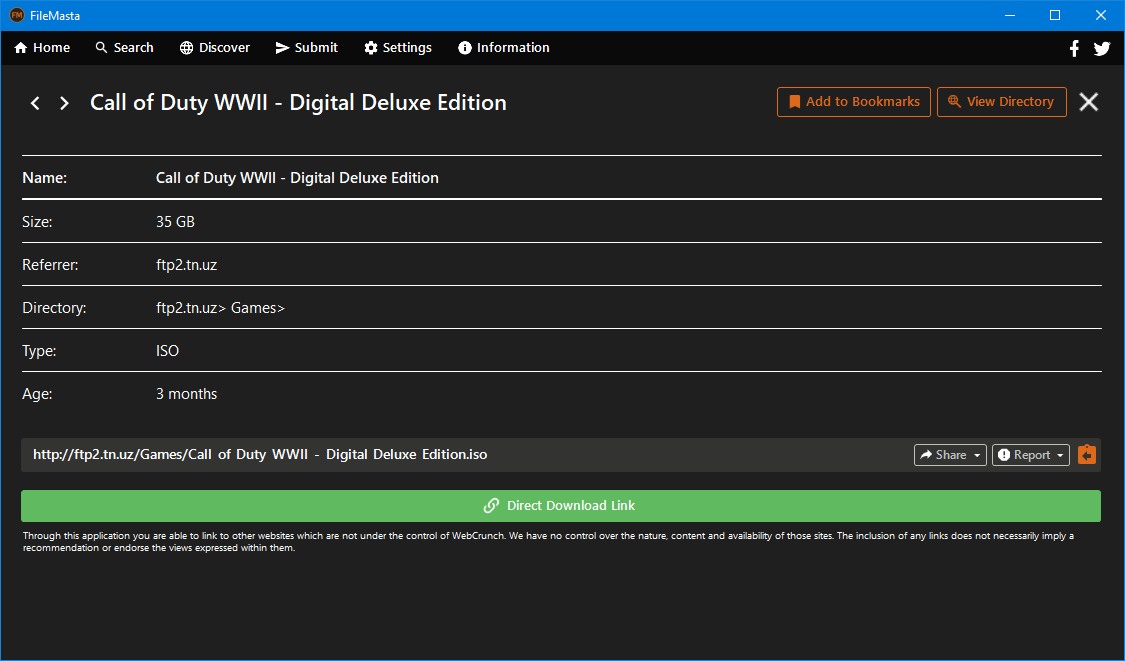 FM FileMasta
Home Search Discover Submit Settings Information
Call of Duty WWII - Digital Deluxe Edition Add to Bookmarks View Directory
Name: Call of Duty WWII - Digital Deluxe Edition
Size: 35 GB
Referrer: ftp2.tn.uz
Directory: ftp2.tn.uz> Games>
Type: ISO
Age: 3 months
http://ftp2.tn.uz/Games/Call of Duty WWII - Digital Deluxe Edition.iso Share Report
Direct Download Link
Through this application you are able to link to other websites which are not under the control of WebCrunch. We have no control over the nature, content and availability of those sites. The inclusion of any links does not necessarily imply a
recommendation or endorse the views expressed within them.